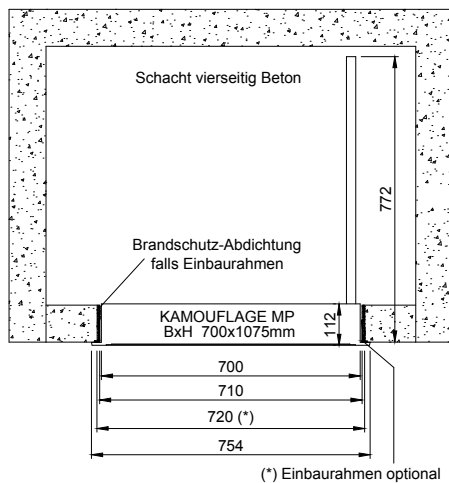 Schacht vierseitig Beton
772
Brandschutz-Abdichtung
falls Einbaurahmen
KAMOUFLAGE MP
BxH 700x1075mm
112
700
710
720 (*)
754
(*) Einbaurahmen optional